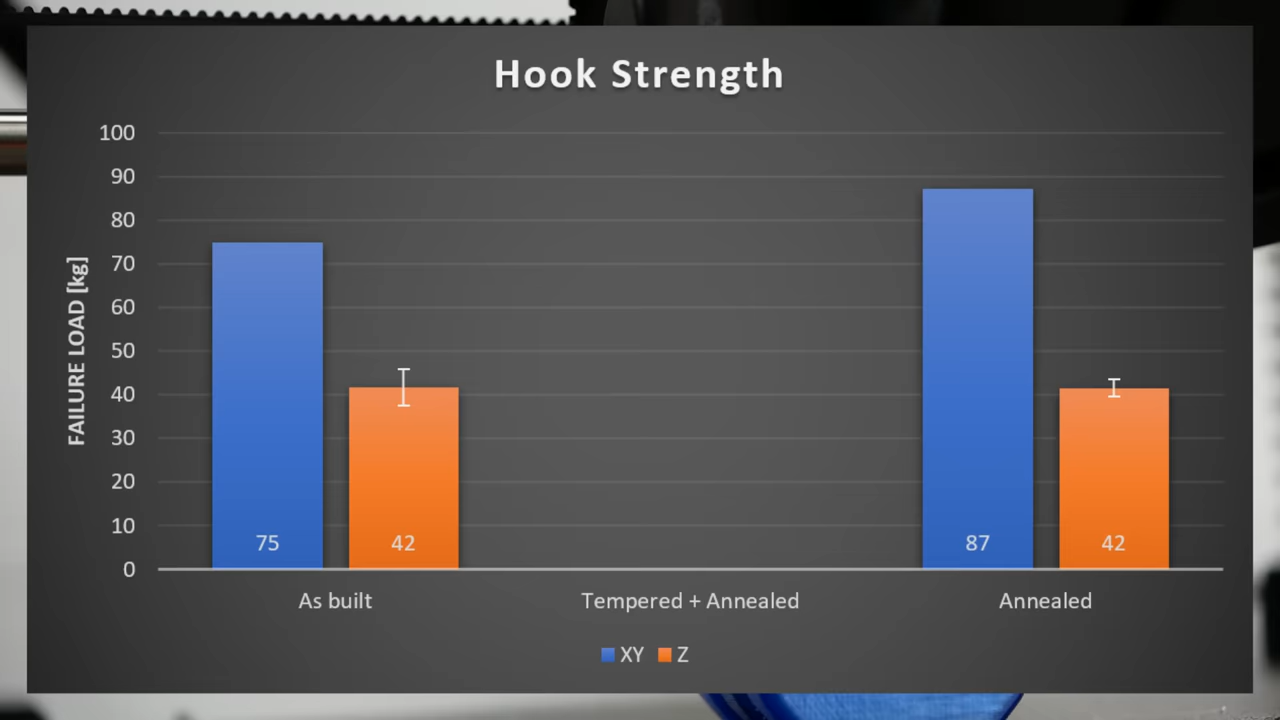 Hook Strength
FAILURE LOAD [kg]
100
90
80
70
60
50
40
30
20
10
0
75
42
87
42
As built
Tempered + Annealed
Annealed
XY
Z